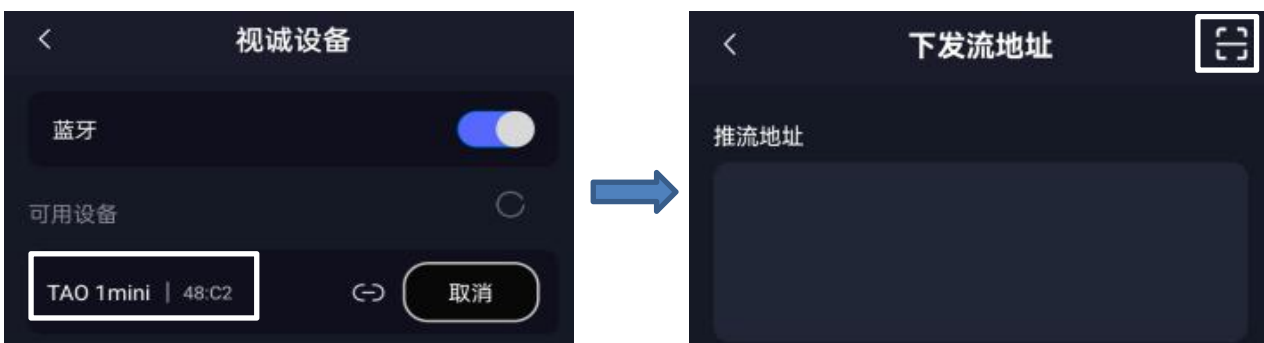 视诚设备
蓝牙
可用设备
TAO 1mini | 48:C2
取消
下发流地址
推流地址